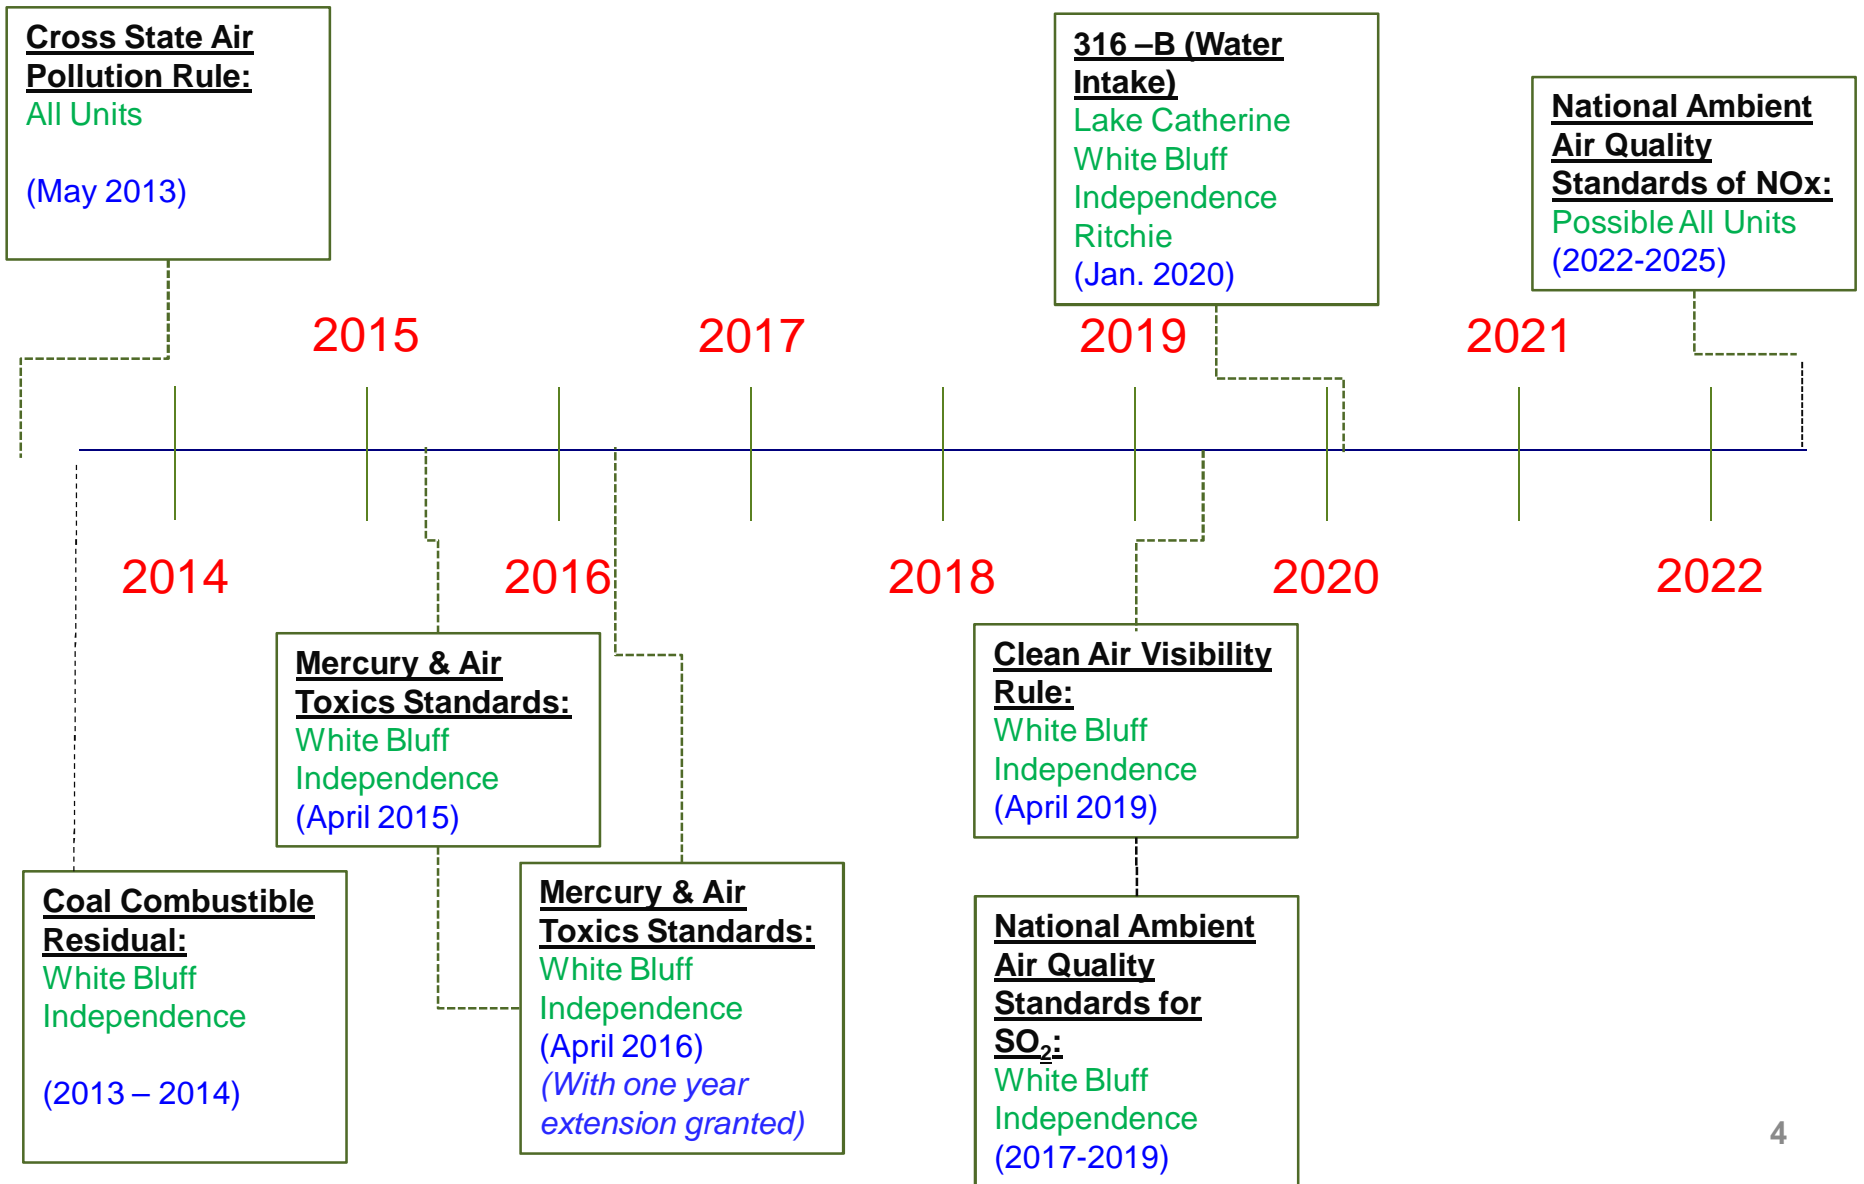 Cross State Air
Pollution Rule:
All Units
(May 2013)
316 –B (Water
Intake)
Lake Catherine
White Bluff
Independence
Ritchie
(Jan. 2020)
National Ambient
Air Quality
Standards of NOx:
Possible All Units
(2022-2025)
2015
2017
2019
2021
2014
2016
2018
2020
2022
Mercury & Air
Toxics Standards:
White Bluff
Independence
(April 2015)
Clean Air Visibility
Rule:
White Bluff
Independence
(April 2019)
Coal Combustible
Residual:
White Bluff
Independence
(2013 – 2014)
Mercury & Air
Toxics Standards:
White Bluff
Independence
(April 2016)
(With one year
extension granted)
National Ambient
Air Quality
Standards for
SO₂:
White Bluff
Independence
(2017-2019)
4